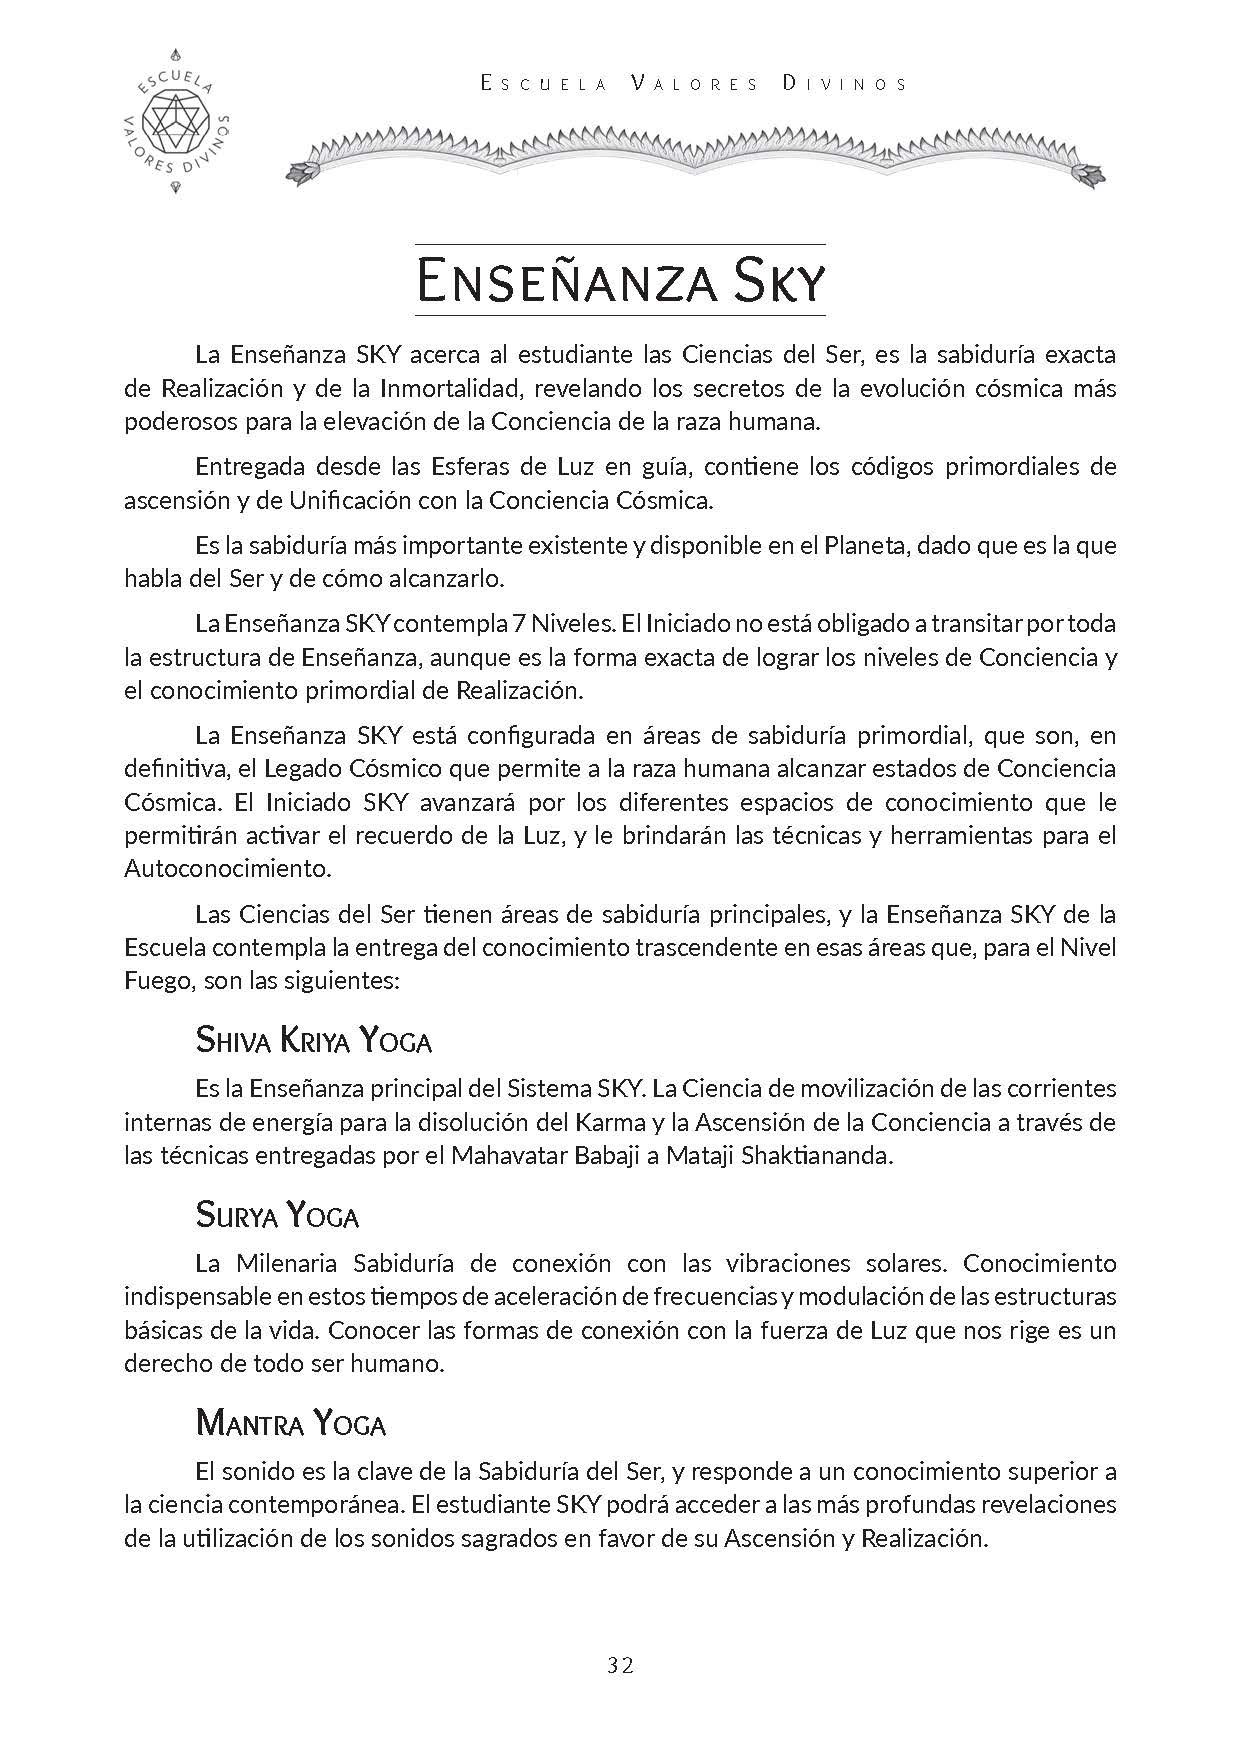 ESCUELA VALORES DIVINOS
ESCUELA
VALORES DIVINOS
ENSEÑANZA SKY
La Enseñanza SKY acerca al estudiante las Ciencias del Ser, es la sabiduría exacta
de Realización y de la Inmortalidad, revelando los secretos de la evolución cósmica más
poderosos para la elevación de la Conciencia de la raza humana.
Entregada desde las Esferas de Luz en guía, contiene los códigos primordiales de
ascensión y de Unificación con la Conciencia Cósmica.
Es la sabiduría más importante existente y disponible en el Planeta, dado que es la que
habla del Ser y de cómo alcanzarlo.
La Enseñanza SKY contempla 7 Niveles. El Iniciado no está obligado a transitar por toda
la estructura de Enseñanza, aunque es la forma exacta de lograr los niveles de Conciencia y
el conocimiento primordial de Realización.
La Enseñanza SKY está configurada en áreas de sabiduría primordial, que son, en
definitiva, el Legado Cósmico que permite a la raza humana alcanzar estados de Conciencia
Cósmica. El Iniciado SKY avanzará por los diferentes espacios de conocimiento que le
permitirán activar el recuerdo de la Luz, y le brindarán las técnicas y herramientas para el
Autoconocimiento.
Las Ciencias del Ser tienen áreas de sabiduría principales, y la Enseñanza SKY de la
Escuela contempla la entrega del conocimiento trascendente en esas áreas que, para el Nivel
Fuego, son las siguientes:
SHIVA KRIYA YOGA
Es la Enseñanza principal del Sistema SKY. La Ciencia de movilización de las corrientes
internas de energía para la disolución del Karma y la Ascensión de la Conciencia a través de
las técnicas entregadas por el Mahavatar Babaji a Mataji Shaktiananda.
SURYA YOGA
La Milenaria Sabiduría de conexión con las vibraciones solares. Conocimiento
indispensable en estos tiempos de aceleración de frecuencias y modulación de las estructuras
básicas de la vida. Conocer las formas de conexión con la fuerza de Luz que nos rige es un
derecho de todo ser humano.
MANTRA YOGA
El sonido es la clave de la Sabiduría del Ser, y responde a un conocimiento superior a
la ciencia contemporánea. El estudiante SKY podrá acceder a las más profundas revelaciones
de la utilización de los sonidos sagrados en favor de su Ascensión y Realización.
32